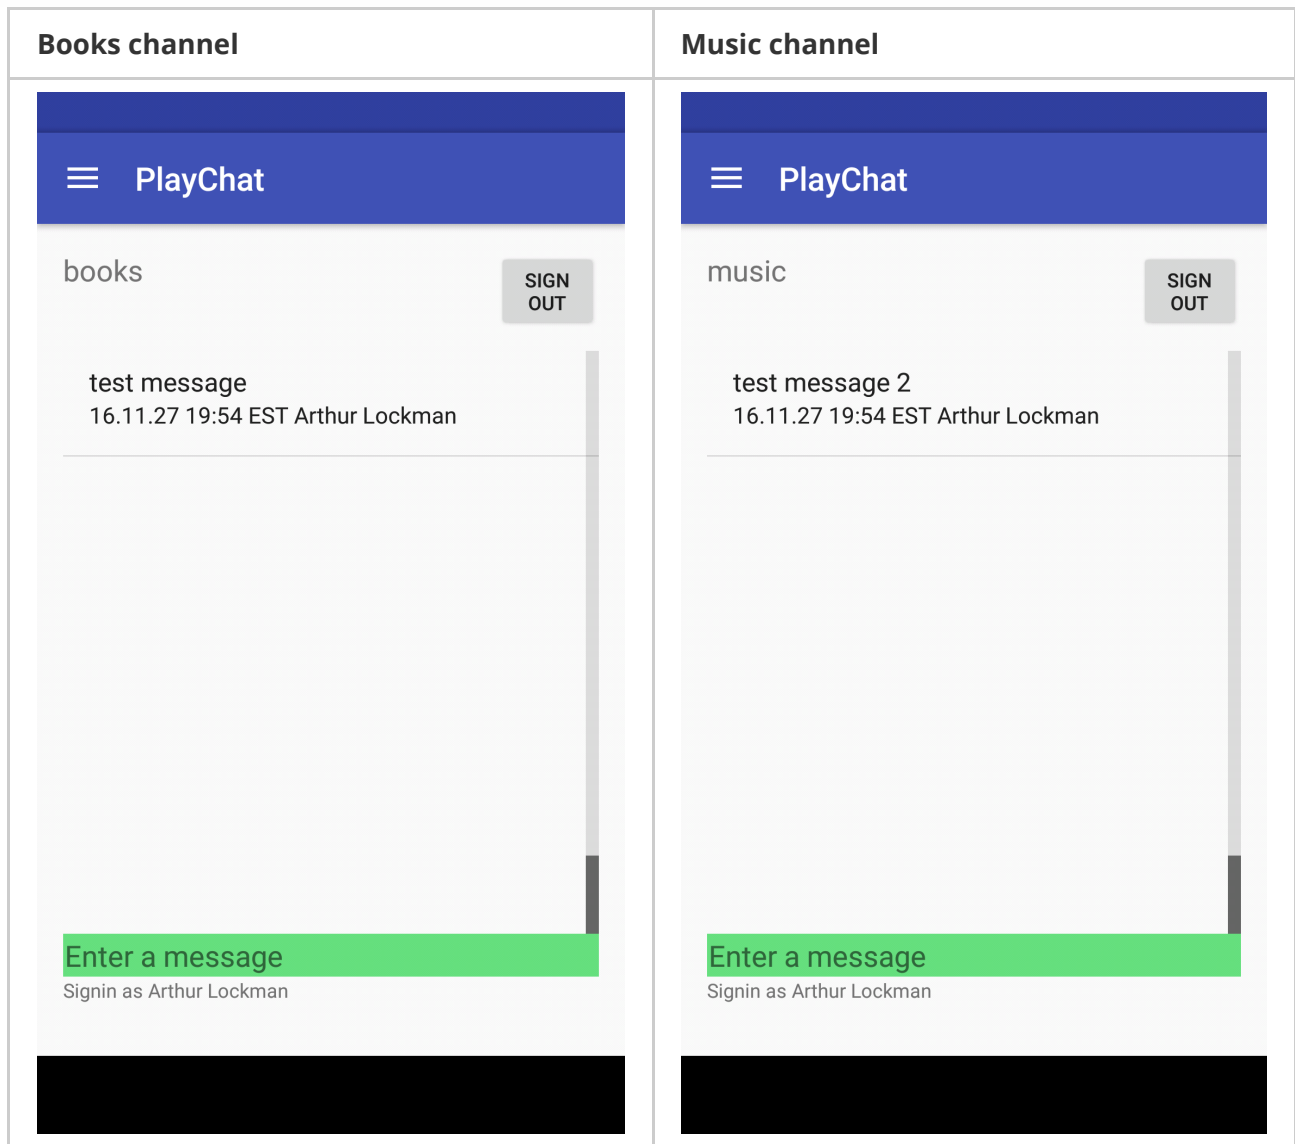 Books channel
Music channel
PlayChat
books
SIGN
OUT
test message
16.11.27 19:54 EST Arthur Lockman
Enter a message
Signin as Arthur Lockman
PlayChat
music
SIGN
OUT
test message 2
16.11.27 19:54 EST Arthur Lockman
Enter a message
Signin as Arthur Lockman